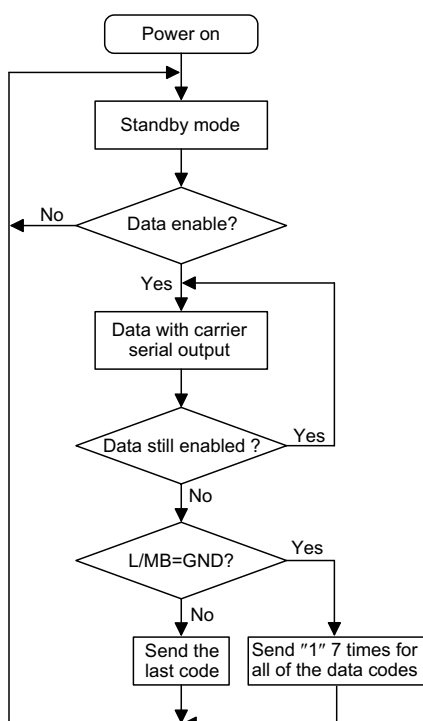 Power on
Standby mode
No
Data enable?
Yes
Data with carrier
serial output
Data still enabled ?
Yes
No
L/MB=GND?
Yes
No
Send the
last code
Send ″1″ 7 times for
all of the data codes